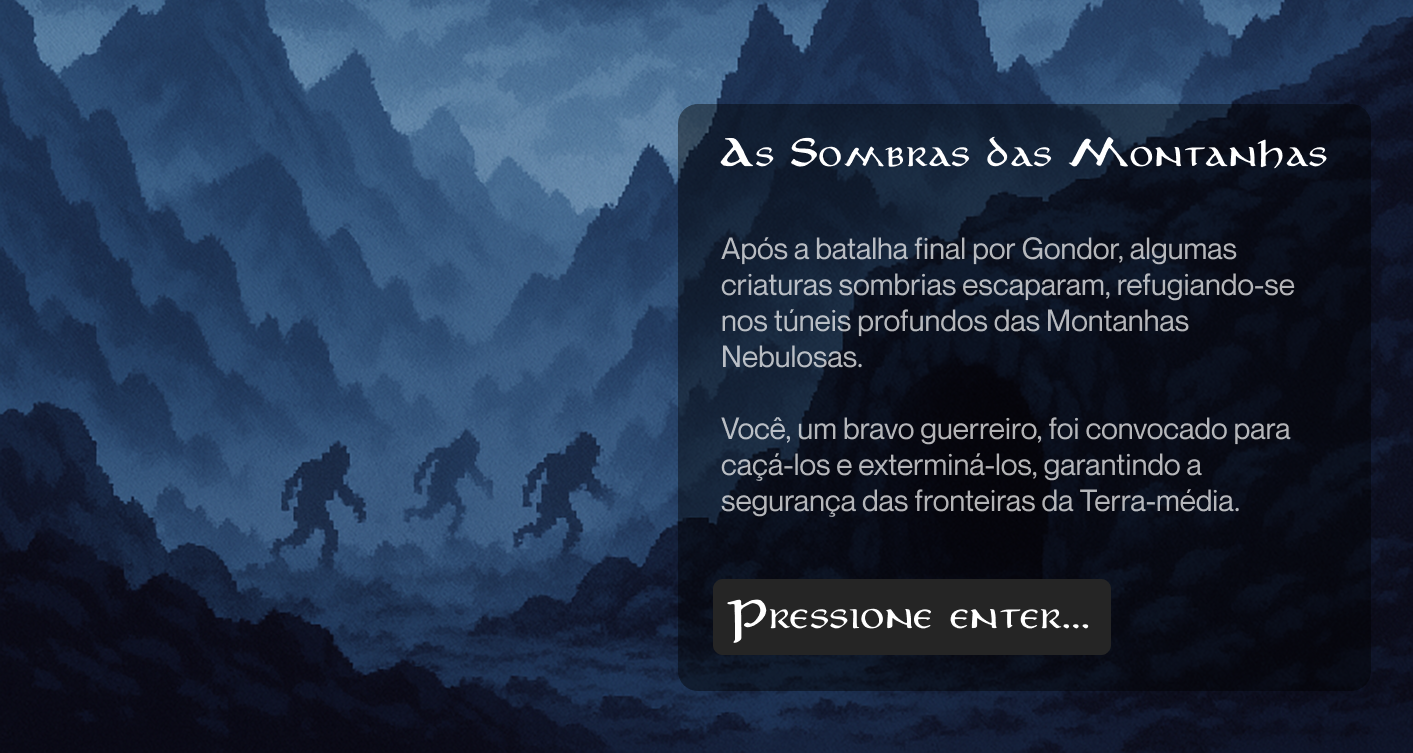 As Sombras das Montanhas
Após a batalha final por Gondor, algumas
criaturas sombrias escaparam, refugiando-se
nos túneis profundos das Montanhas
Nebulosas.
Você, um bravo guerreiro, foi convocado para
caçá-los e exterminá-los, garantindo a
segurança das fronteiras da Terra-média.
Pressione enter...